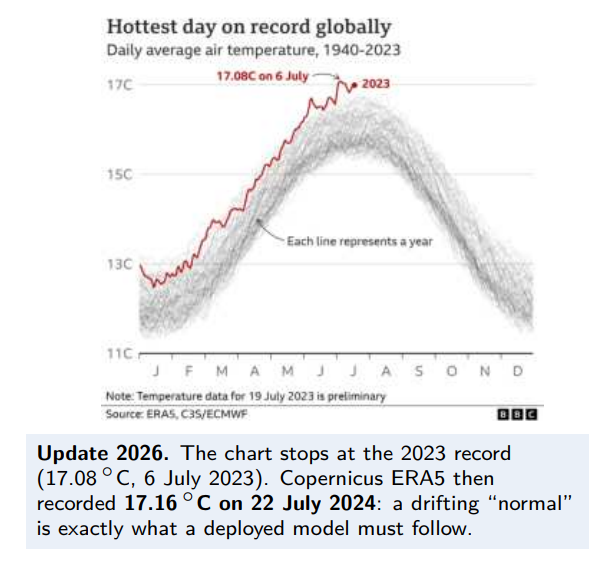 Hottest day on record globally
Daily average air temperature, 1940-2023
17.08C on 6 July
17C
2023
15C
Each line represents a year
13C
11C
J F M A M J J A S O N D
Note: Temperature data for 19 July 2023 is preliminary
Source: ERA5, C3S/ECMWF
BBC
Update 2026. The chart stops at the 2023 record
(17.08 °C, 6 July 2023). Copernicus ERA5 then
recorded 17.16 °C on 22 July 2024: a drifting “normal”
is exactly what a deployed model must follow.